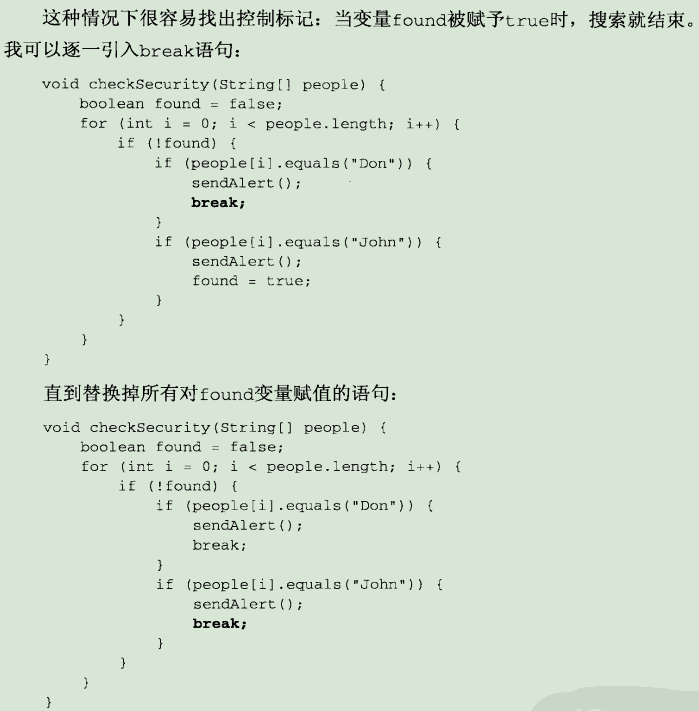 这种情况下很容易找出控制标记：当变量found被赋予true时，搜索就结束。
我可以逐一引入break语句：
void checkSecurity(String[] people) {
    boolean found = false;
    for (int i = 0; i < people.length; i++) {
        if (!found) {
            if (people[i].equals("Don")) {
                sendAlert();
                break;
            }
            if (people[i].equals("John")) {
                sendAlert();
                found = true;
            }
        }
    }
}
直到替换掉所有对found变量赋值的语句：
void checkSecurity(String[] people) {
    boolean found = false;
    for (int i = 0; i < people.length; i++) {
        if (!found) {
            if (people[i].equals("Don")) {
                sendAlert();
                break;
            }
            if (people[i].equals("John")) {
                sendAlert();
                break;
            }
        }
    }
}